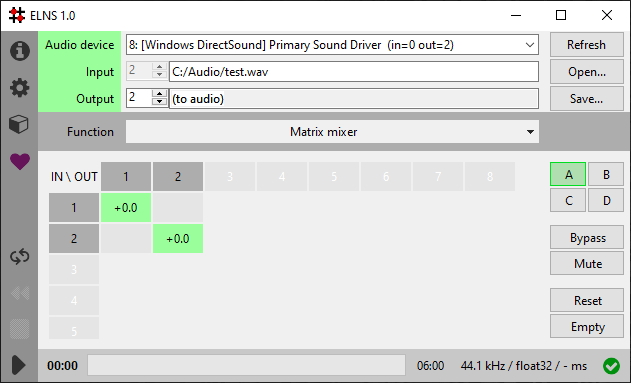 ELNS 1.0
Audio device 8: [Windows DirectSound] Primary Sound Driver (in=0 out=2) Refresh
Input 2 C:/Audio/test.wav Open...
Output 2 (to audio) Save...
Function Matrix mixer
IN \ OUT 1 2 3 4 5 6 7 8 A B
1 +0.0 C D
2 +0.0 Bypass
3 Mute
4 Reset
5 Empty
00:00 06:00 44.1 kHz / float32 / - ms